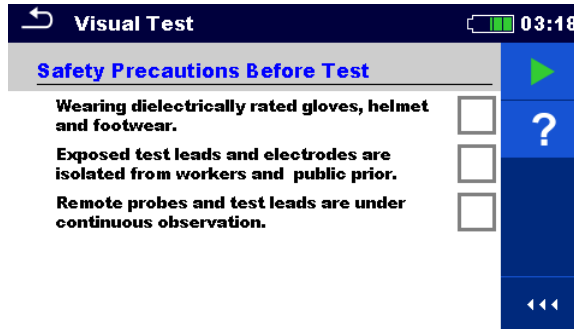 Visual Test
03:18
Safety Precautions Before Test
Wearing dielectrically rated gloves, helmet
and footwear.
Exposed test leads and electrodes are
isolated from workers and public prior.
Remote probes and test leads are under
continuous observation.
?